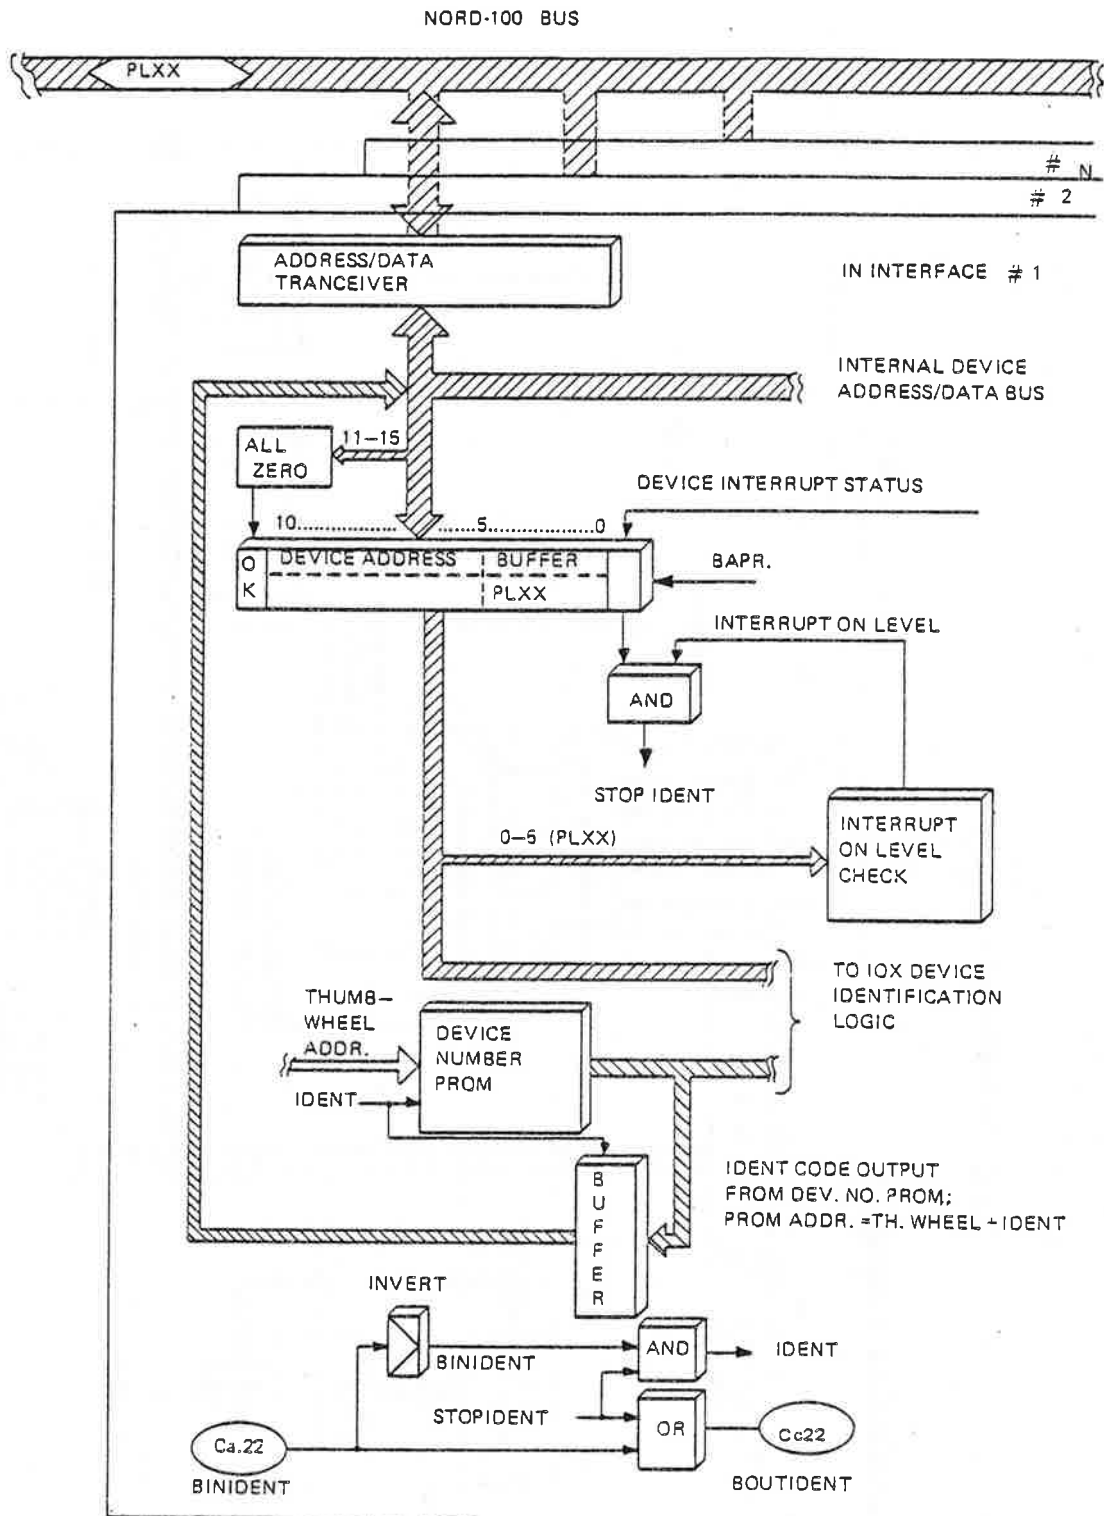 NORD-100 BUS
PLXX
# N
# 2
ADDRESS/DATA
TRANCEIVER
IN INTERFACE # 1
INTERNAL DEVICE
ADDRESS/DATA BUS
ALL
ZERO
11–15
DEVICE INTERRUPT STATUS
10..................5..................0
OK
DEVICE ADDRESS
BUFFER
PLXX
BAPR.
INTERRUPT ON LEVEL
AND
STOP IDENT
INTERRUPT
ON LEVEL
CHECK
0–5 (PLXX)
TO IOX DEVICE
IDENTIFICATION
LOGIC
THUMB–
WHEEL
ADDR.
DEVICE
NUMBER
PROM
IDENT
BUFFER
IDENT CODE OUTPUT
FROM DEV. NO. PROM;
PROM ADDR. =TH. WHEEL + IDENT
INVERT
BINIDENT
AND
IDENT
STOPIDENT
OR
Ca.22
BINIDENT
Cc22
BOUTIDENT